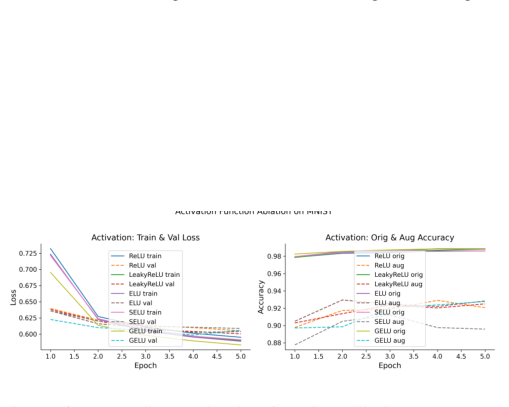 Activation Function Ablation on MNIST
Activation: Train & Val Loss
0.725
0.700
0.675
0.650
0.625
0.600
Loss
1.0 1.5 2.0 2.5 3.0 3.5 4.0 4.5 5.0
Epoch
ReLU train
ReLU val
LeakyReLU train
LeakyReLU val
ELU train
ELU val
SELU train
SELU val
GELU train
GELU val
Activation: Orig & Aug Accuracy
0.98
0.96
0.94
0.92
0.90
0.88
Accuracy
1.0 1.5 2.0 2.5 3.0 3.5 4.0 4.5 5.0
Epoch
ReLU orig
ReLU aug
LeakyReLU orig
LeakyReLU aug
ELU orig
ELU aug
SELU orig
SELU aug
GELU orig
GELU aug